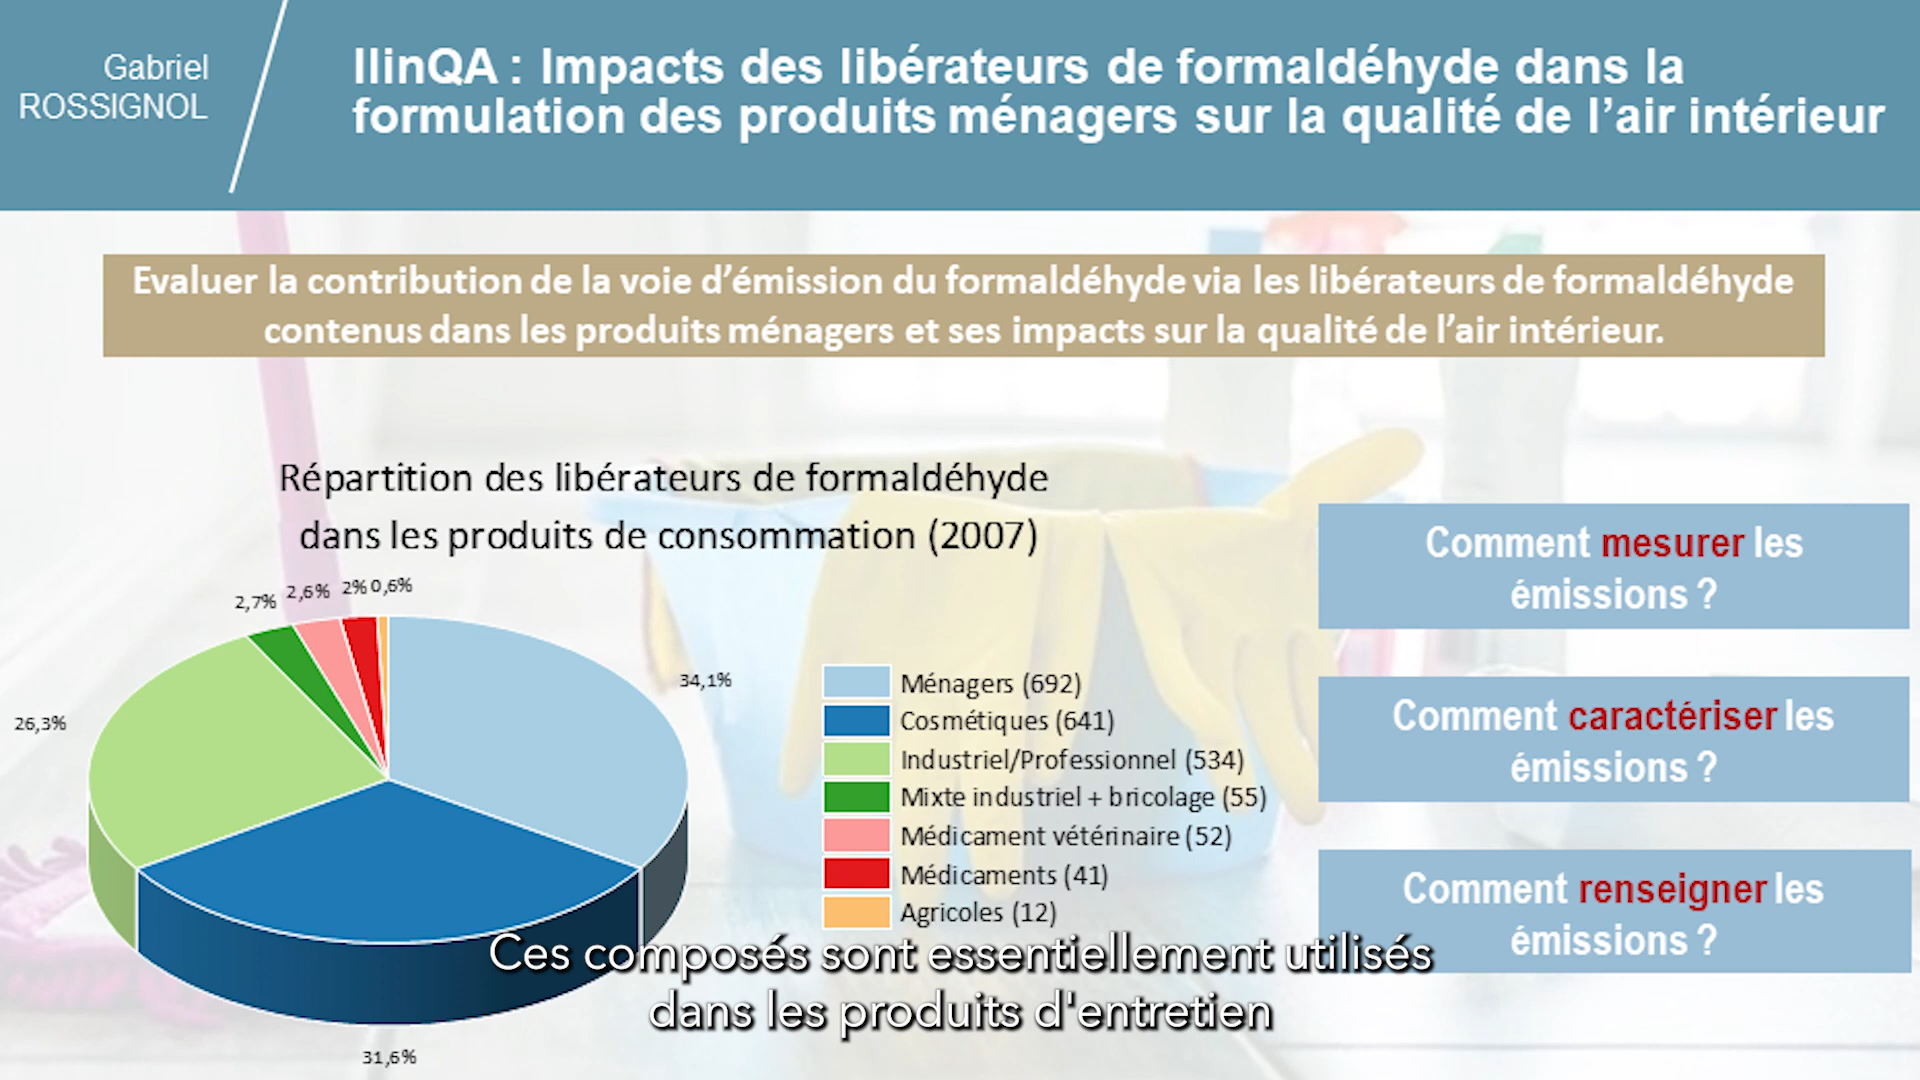 Gabriel
ROSSIGNOL
IlinQA : Impacts des libérateurs de formaldéhyde dans la
formulation des produits ménagers sur la qualité de l’air intérieur
Evaluer la contribution de la voie d’émission du formaldéhyde via les libérateurs de formaldéhyde
contenus dans les produits ménagers et ses impacts sur la qualité de l’air intérieur.
Répartition des libérateurs de formaldéhyde
dans les produits de consommation (2007)
2,7%
2,6%
2%
0,6%
34,1%
26,3%
31,6%
Ménagers (692)
Cosmétiques (641)
Industriel/Professionnel (534)
Mixte industriel + bricolage (55)
Médicament vétérinaire (52)
Médicaments (41)
Agricoles (12)
Comment mesurer les
émissions ?
Comment caractériser les
émissions ?
Comment renseigner les
émissions ?
Ces composés sont essentiellement utilisés
dans les produits d'entretien